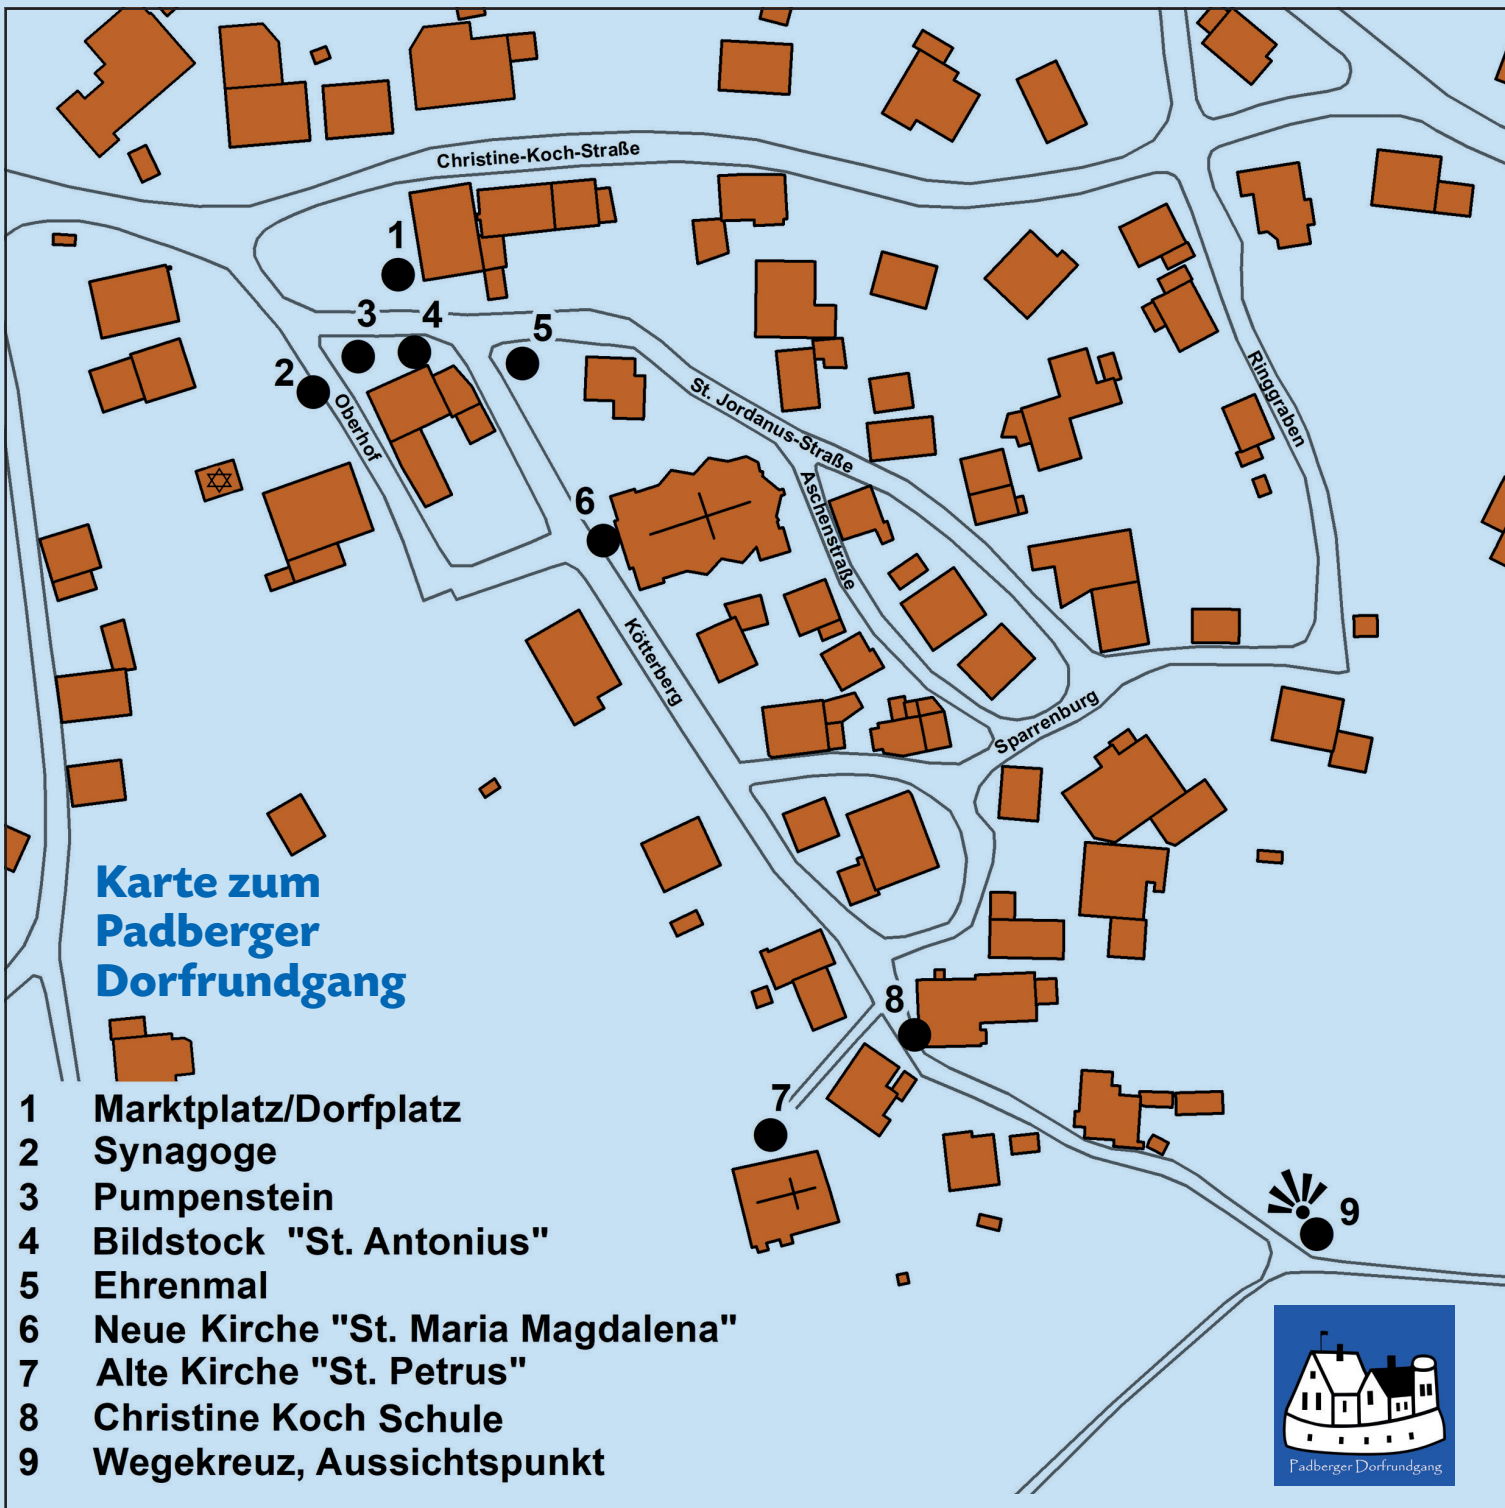 Christine-Koch-Straße
1
3
4
5
2
Oberhof
St. Jordanus-Straße
Ringgraben
6
Aschenstraße
Kötterberg
Sparrenburg
Karte zum
Padberger
Dorfrundgang
8
7
9
1 Marktplatz/Dorfplatz
2 Synagoge
3 Pumpenstein
4 Bildstock "St. Antonius"
5 Ehrenmal
6 Neue Kirche "St. Maria Magdalena"
7 Alte Kirche "St. Petrus"
8 Christine Koch Schule
9 Wegekreuz, Aussichtspunkt
Padberger Dorfrundgang